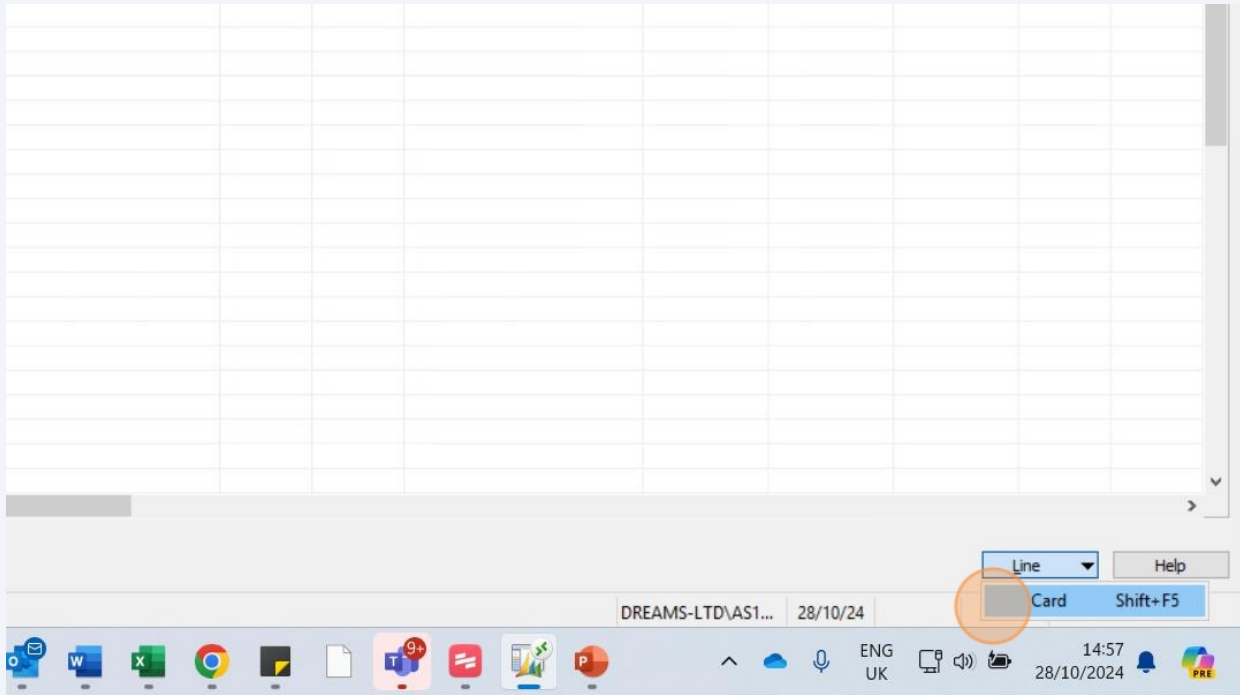 Line Help
Card Shift+F5
DREAMS-LTD\AS1... 28/10/24
9+
ENG
UK
14:57
28/10/2024
O W X T P PRE